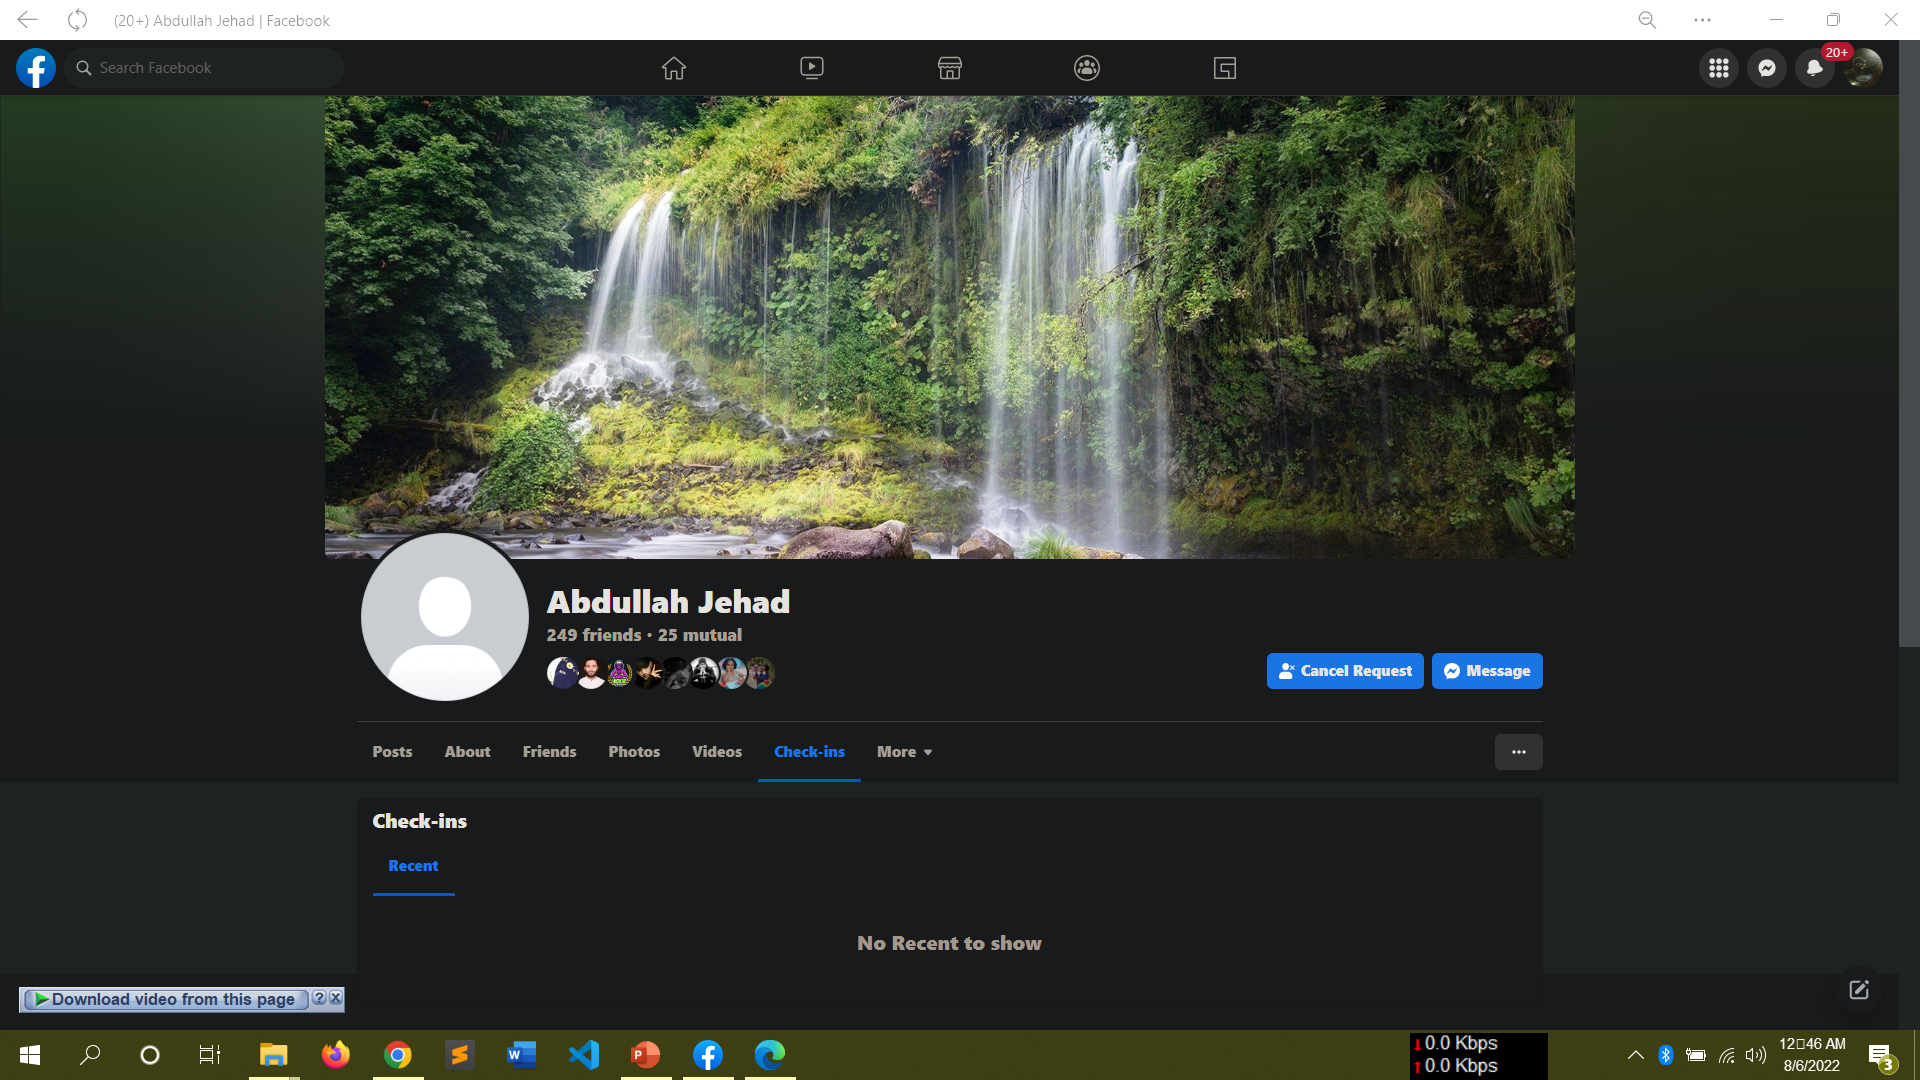 (20+) Abdullah Jehad | Facebook
Search Facebook
20+
Abdullah Jehad
249 friends • 25 mutual
Cancel Request
Message
Posts
About
Friends
Photos
Videos
Check-ins
More
Check-ins
Recent
No Recent to show
Download video from this page
0.0 Kbps
0.0 Kbps
12▯46 AM
8/6/2022
3